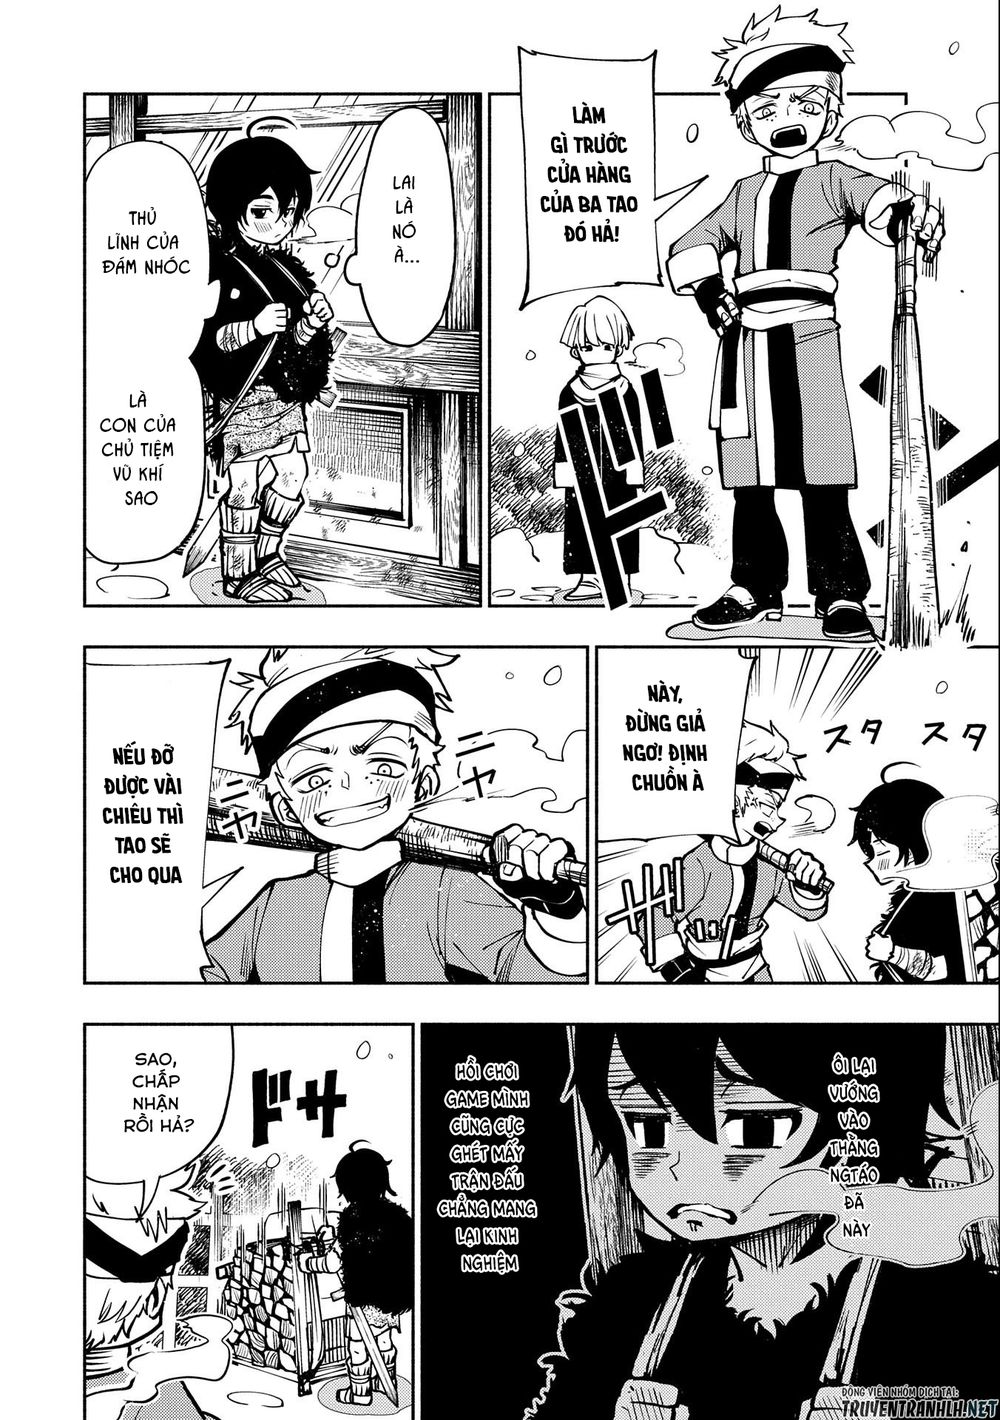 LÀM
GÌ TRƯỚC
CỬA HÀNG
CỦA BA TAO
ĐÓ HẢ!
ドドン
LẠI
LÀ
NÓ
À...
THỦ
LĨNH CỦA
ĐÁM NHÓC
LÀ
CON CỦA
CHỦ TIỆM
VŨ KHÍ
SAO
NÀY,
ĐỪNG GIẢ
NGƠ! ĐỊNH
CHUỒN À
スタ
スタ
NẾU ĐỠ
ĐƯỢC VÀI
CHIÊU THÌ
TAO SẼ
CHO QUA
ニヤ
ニヤ
ÔI LẠI
VƯỚNG
VÀO
THẰNG
NGTÁO
ĐÃ
NÀY
HỒI CHƠI
GAME MÌNH
CŨNG CỰC
GHÉT MẤY
TRẬN ĐẤU
CHẲNG MANG
LẠI KINH
NGHIỆM
SAO,
CHẤP
NHẬN
RỒI HẢ?
ドサ
ĐỘNG VIÊN NHÓM DỊCH TẠI:
TRUYENTRANHLH.NET